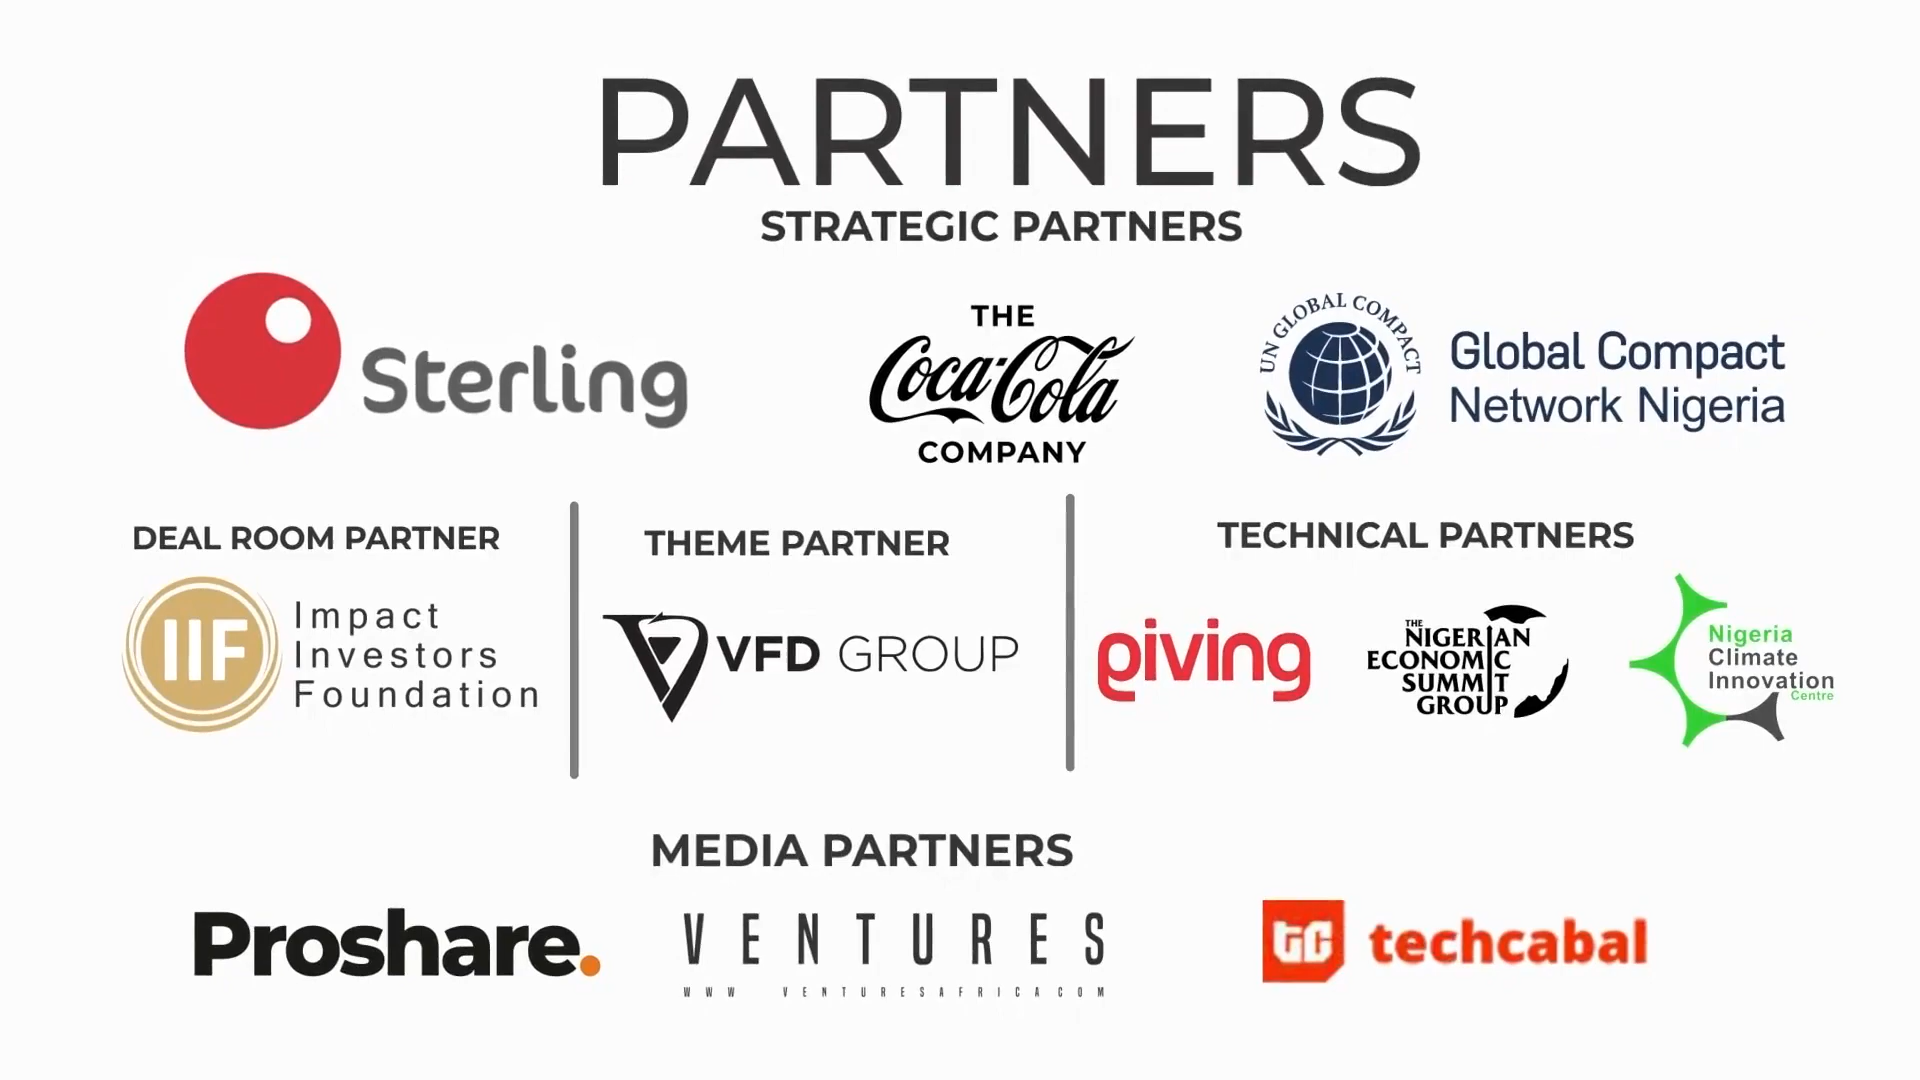 PARTNERS
STRATEGIC PARTNERS
Sterling
THE
Coca-Cola
COMPANY
UN GLOBAL COMPACT
Global Compact
Network Nigeria
DEAL ROOM PARTNER
IIF
Impact
Investors
Foundation
THEME PARTNER
VFD GROUP
TECHNICAL PARTNERS
giving
THE
NIGERIAN
ECONOMIC
SUMMIT
GROUP
Nigeria
Climate
Innovation
Centre
MEDIA PARTNERS
Proshare.
VENTURES
WWW VENTURESAFRICACOM
TC techcabal